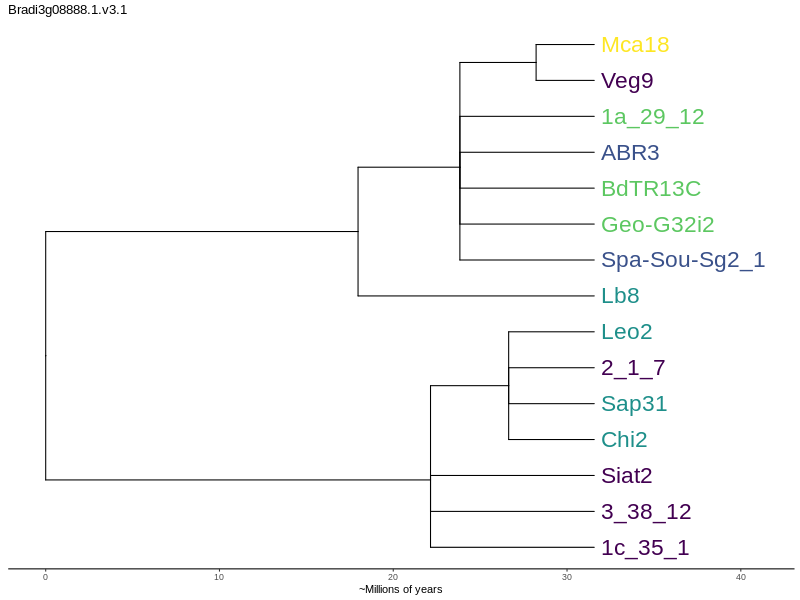 Bradi3g08888.1.v3.1
Mca18
Veg9
1a_29_12
ABR3
BdTR13C
Geo-G32i2
Spa-Sou-Sg2_1
Lb8
Leo2
2_1_7
Sap31
Chi2
Siat2
3_38_12
1c_35_1
0 10 20 30 40
~Millions of years